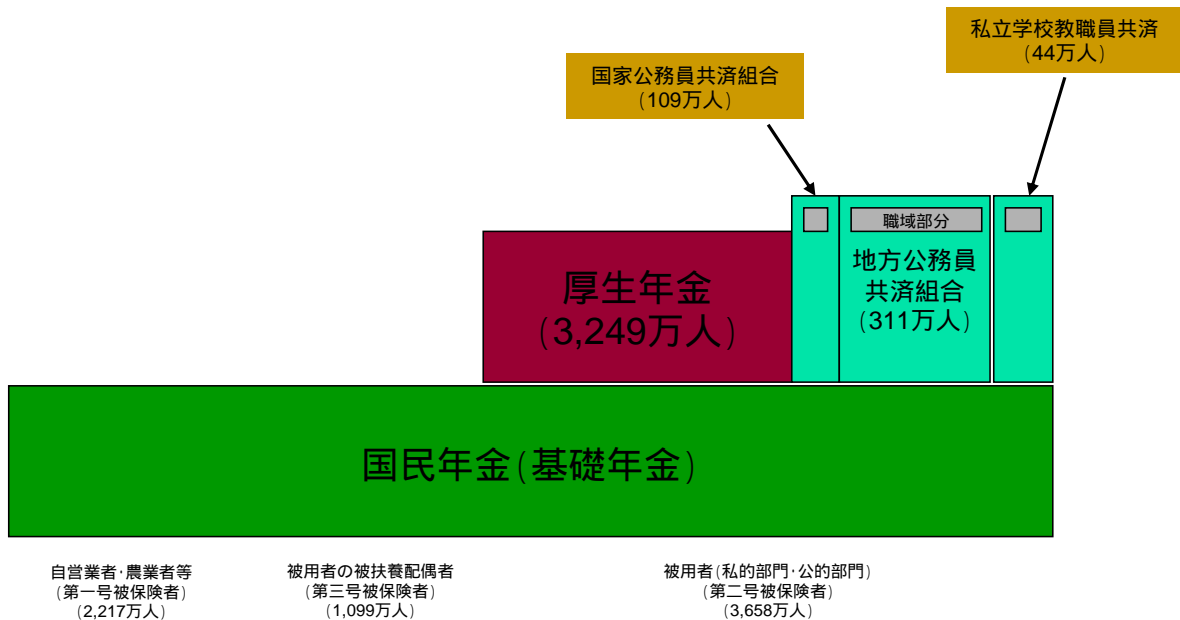 私立学校教職員共済
(44万人)
国家公務員共済組合
(109万人)
職域部分
地方公務員
共済組合
(311万人)
厚生年金
(3,249万人)
国民年金(基礎年金)
自営業者･農業者等
(第一号被保険者)
(2,217万人)
被用者の被扶養配偶者
(第三号被保険者)
(1,099万人)
被用者(私的部門･公的部門)
(第二号被保険者)
(3,658万人)